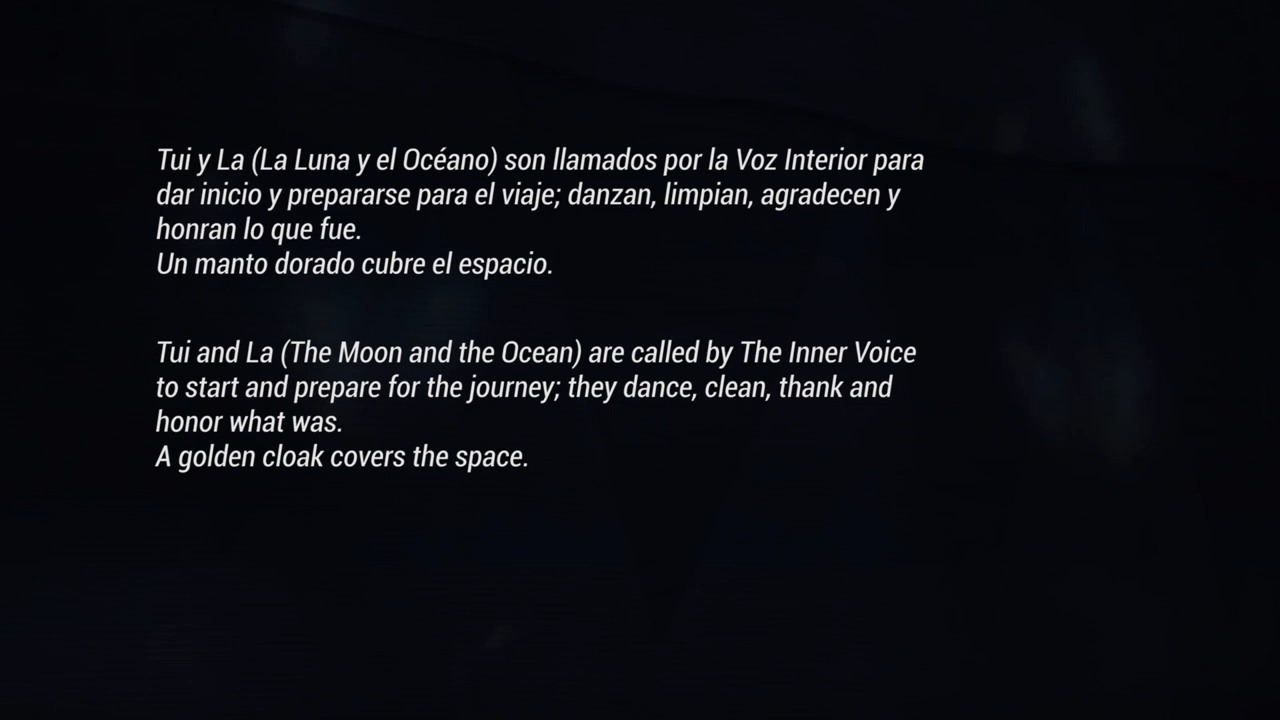 Tui y La (La Luna y el Océano) son llamados por la Voz Interior para
dar inicio y prepararse para el viaje; danzan, limpian, agradecen y
honran lo que fue.
Un manto dorado cubre el espacio.
Tui and La (The Moon and the Ocean) are called by The Inner Voice
to start and prepare for the journey; they dance, clean, thank and
honor what was.
A golden cloak covers the space.